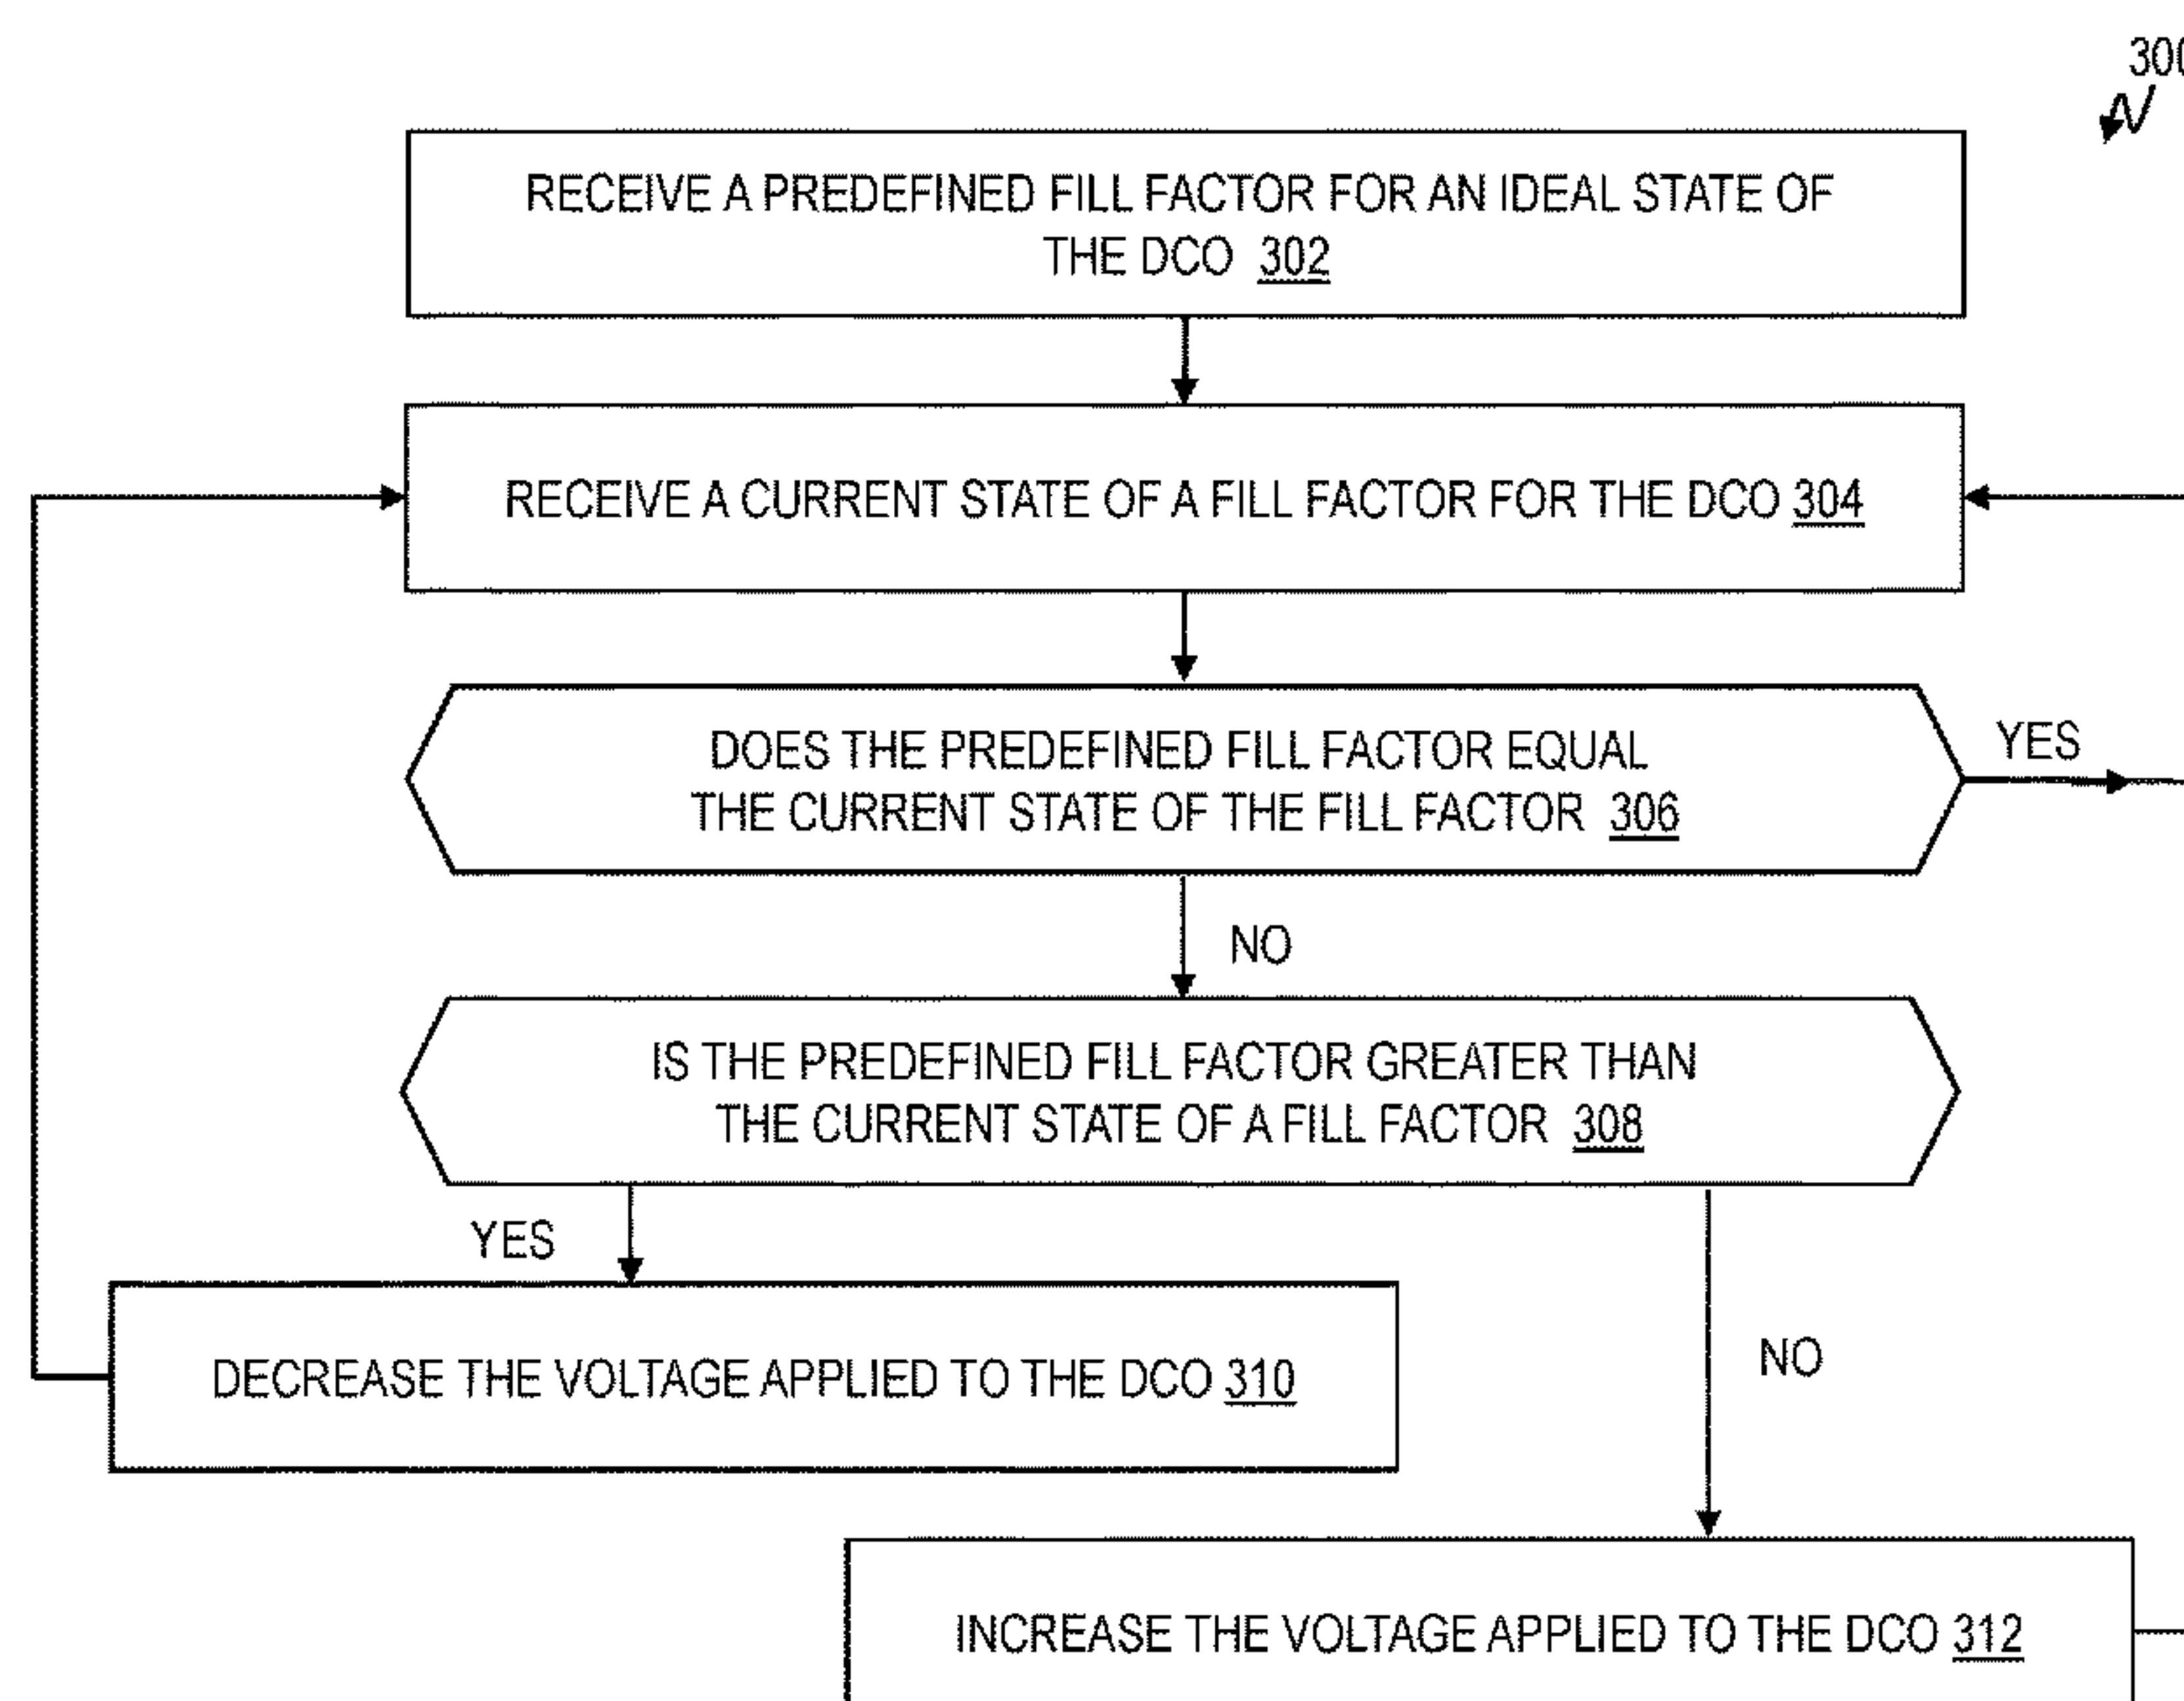 300
RECEIVE A PREDEFINED FILL FACTOR FOR AN IDEAL STATE OF
THE DCO 302
RECEIVE A CURRENT STATE OF A FILL FACTOR FOR THE DCO 304
DOES THE PREDEFINED FILL FACTOR EQUAL
THE CURRENT STATE OF THE FILL FACTOR 306
YES
NO
IS THE PREDEFINED FILL FACTOR GREATER THAN
THE CURRENT STATE OF A FILL FACTOR 308
YES
NO
DECREASE THE VOLTAGE APPLIED TO THE DCO 310
INCREASE THE VOLTAGE APPLIED TO THE DCO 312